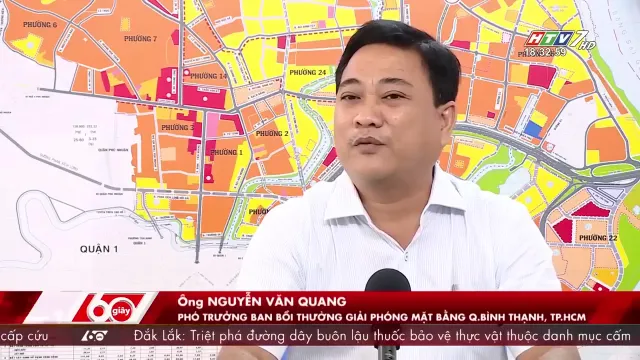 HTV7 HD
18:32:59
PHƯỜNG 6
PHƯỜNG 7
PHƯỜNG 14
PHƯỜNG 24
PHƯỜNG 3
PHƯỜNG 2
PHƯỜNG 1
QUẬN 1
PHƯỜNG 22
60 giây
Ông NGUYỄN VĂN QUANG
PHÓ TRƯỞNG BAN BỒI THƯỜNG GIẢI PHÓNG MẶT BẰNG Q.BÌNH THẠNH, TP.HCM
cấp cứu 60s Đắk Lắk: Triệt phá đường dây buôn lậu thuốc bảo vệ thực vật thuộc danh mục cấm